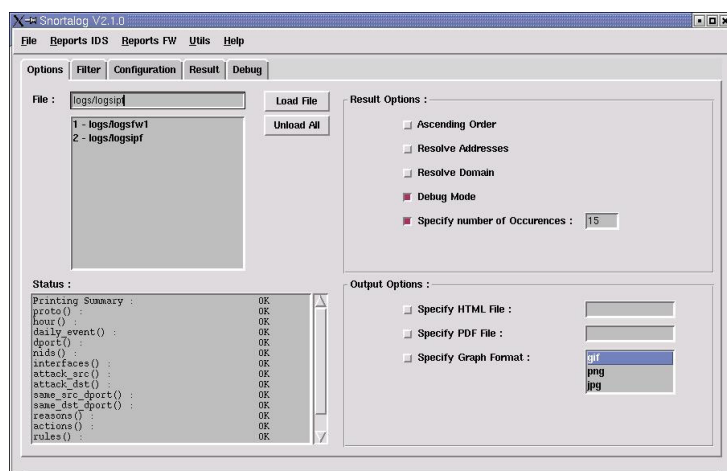 Snortalog V2.1.0
File Reports IDS Reports FW Utils Help
Options Filter Configuration Result Debug
File : logs/logsipf Load File
Unload All
1 - logs/logsfw1
2 - logs/logsipf
Result Options :
Ascending Order
Resolve Addresses
Resolve Domain
Debug Mode
Specify number of Occurences : 15
Status :
Printing Summary : OK
proto() : OK
hour() : OK
daily_event() : OK
dport() : OK
nids() : OK
interfaces() : OK
attack_src() : OK
attack_dst() : OK
same_src_dport() : OK
same_dst_dport() : OK
reasons() : OK
actions() : OK
rules() : OK
Output Options :
Specify HTML File :
Specify PDF File :
Specify Graph Format : gif
png
jpg